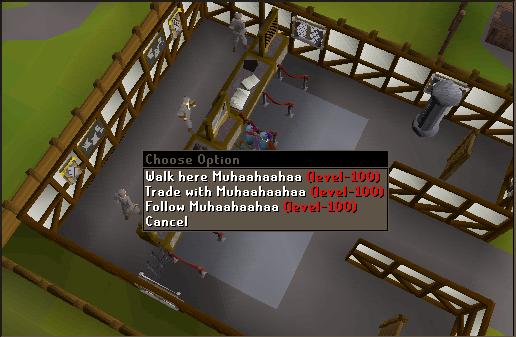 Choose Option
Walk here Muhaahaahaa (level-100)
Trade with Muhaahaahaa (level-100)
Follow Muhaahaahaa (level-100)
Cancel